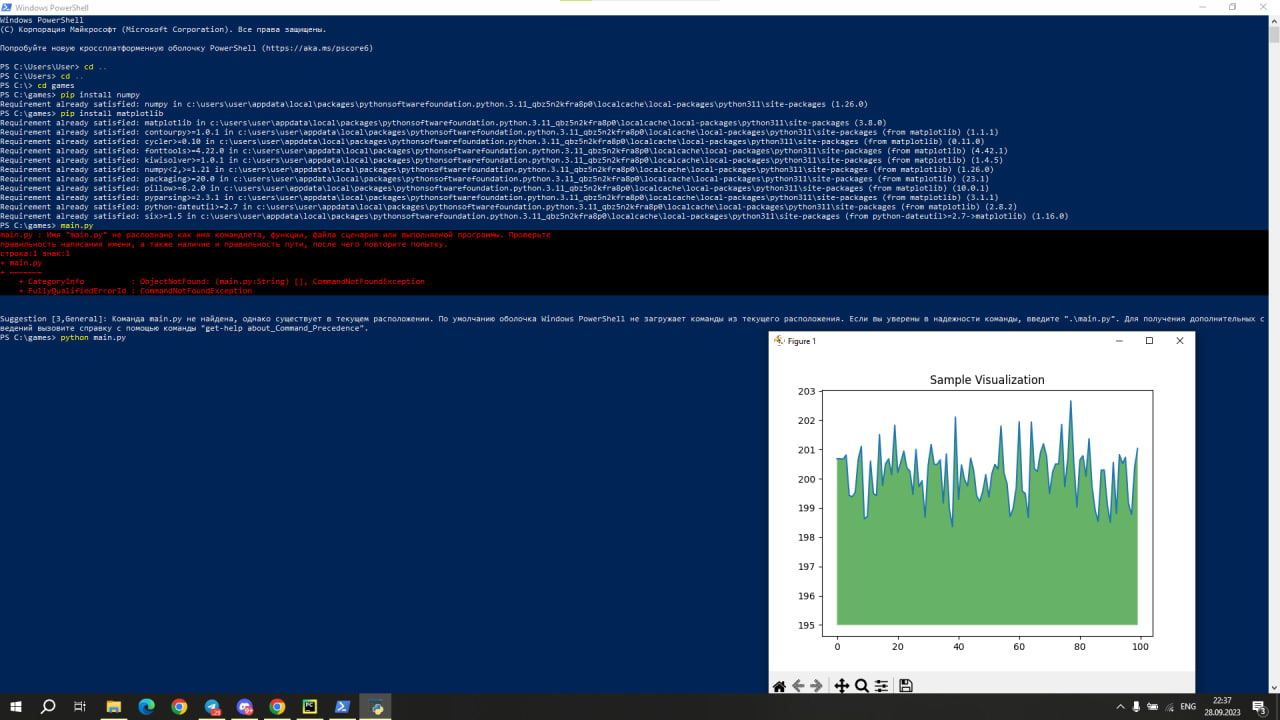 Windows PowerShell
Windows PowerShell
(C) Корпорация Майкрософт (Microsoft Corporation). Все права защищены.
Попробуйте новую кроссплатформенную оболочку PowerShell (https://aka.ms/pscore6)
PS C:\Users\User> cd ..
PS C:\Users> cd ..
PS C:\> cd games
PS C:\games> pip install numpy
Requirement already satisfied: numpy in c:\users\user\appdata\local\packages\pythonsoftwarefoundation.python.3.11_qbz5n2kfra8p0\localcache\local-packages\python311\site-packages (1.26.0)
PS C:\games> pip install matplotlib
Requirement already satisfied: matplotlib in c:\users\user\appdata\local\packages\pythonsoftwarefoundation.python.3.11_qbz5n2kfra8p0\localcache\local-packages\python311\site-packages (3.8.0)
Requirement already satisfied: contourpy>=1.0.1 in c:\users\user\appdata\local\packages\pythonsoftwarefoundation.python.3.11_qbz5n2kfra8p0\localcache\local-packages\python311\site-packages (from matplotlib) (1.1.1)
Requirement already satisfied: cycler>=0.10 in c:\users\user\appdata\local\packages\pythonsoftwarefoundation.python.3.11_qbz5n2kfra8p0\localcache\local-packages\python311\site-packages (from matplotlib) (0.11.0)
Requirement already satisfied: fonttools>=4.22.0 in c:\users\user\appdata\local\packages\pythonsoftwarefoundation.python.3.11_qbz5n2kfra8p0\localcache\local-packages\python311\site-packages (from matplotlib) (4.42.1)
Requirement already satisfied: kiwisolver>=1.0.1 in c:\users\user\appdata\local\packages\pythonsoftwarefoundation.python.3.11_qbz5n2kfra8p0\localcache\local-packages\python311\site-packages (from matplotlib) (1.4.5)
Requirement already satisfied: numpy<2,>=1.21 in c:\users\user\appdata\local\packages\pythonsoftwarefoundation.python.3.11_qbz5n2kfra8p0\localcache\local-packages\python311\site-packages (from matplotlib) (1.26.0)
Requirement already satisfied: packaging>=20.0 in c:\users\user\appdata\local\packages\pythonsoftwarefoundation.python.3.11_qbz5n2kfra8p0\localcache\local-packages\python311\site-packages (from matplotlib) (23.1)
Requirement already satisfied: pillow>=6.2.0 in c:\users\user\appdata\local\packages\pythonsoftwarefoundation.python.3.11_qbz5n2kfra8p0\localcache\local-packages\python311\site-packages (from matplotlib) (10.0.1)
Requirement already satisfied: pyparsing>=2.3.1 in c:\users\user\appdata\local\packages\pythonsoftwarefoundation.python.3.11_qbz5n2kfra8p0\localcache\local-packages\python311\site-packages (from matplotlib) (3.1.1)
Requirement already satisfied: python-dateutil>=2.7 in c:\users\user\appdata\local\packages\pythonsoftwarefoundation.python.3.11_qbz5n2kfra8p0\localcache\local-packages\python311\site-packages (from matplotlib) (2.8.2)
Requirement already satisfied: six>=1.5 in c:\users\user\appdata\local\packages\pythonsoftwarefoundation.python.3.11_qbz5n2kfra8p0\localcache\local-packages\python311\site-packages (from python-dateutil>=2.7->matplotlib) (1.16.0)
PS C:\games> main.py
main.py : Имя "main.py" не распознано как имя командлета, функции, файла сценария или выполняемой программы. Проверьте
правильность написания имени, а также наличие и правильность пути, после чего повторите попытку.
строка:1 знак:1
+ main.py
+ ~~~~~~~
+ CategoryInfo : ObjectNotFound: (main.py:String) [], CommandNotFoundException
+ FullyQualifiedErrorId : CommandNotFoundException
Suggestion [3,General]: Команда main.py не найдена, однако существует в текущем расположении. По умолчанию оболочка Windows PowerShell не загружает команды из текущего расположения. Если вы уверены в надежности команды, введите ".\main.py". Для получения дополнительных с
ведений вызовите справку с помощью команды "get-help about_Command_Precedence".
PS C:\games> python main.py
Figure 1
Sample Visualization
203
202
201
200
199
198
197
196
195
0 20 40 60 80 100
ENG
22:37
28.09.2023
3